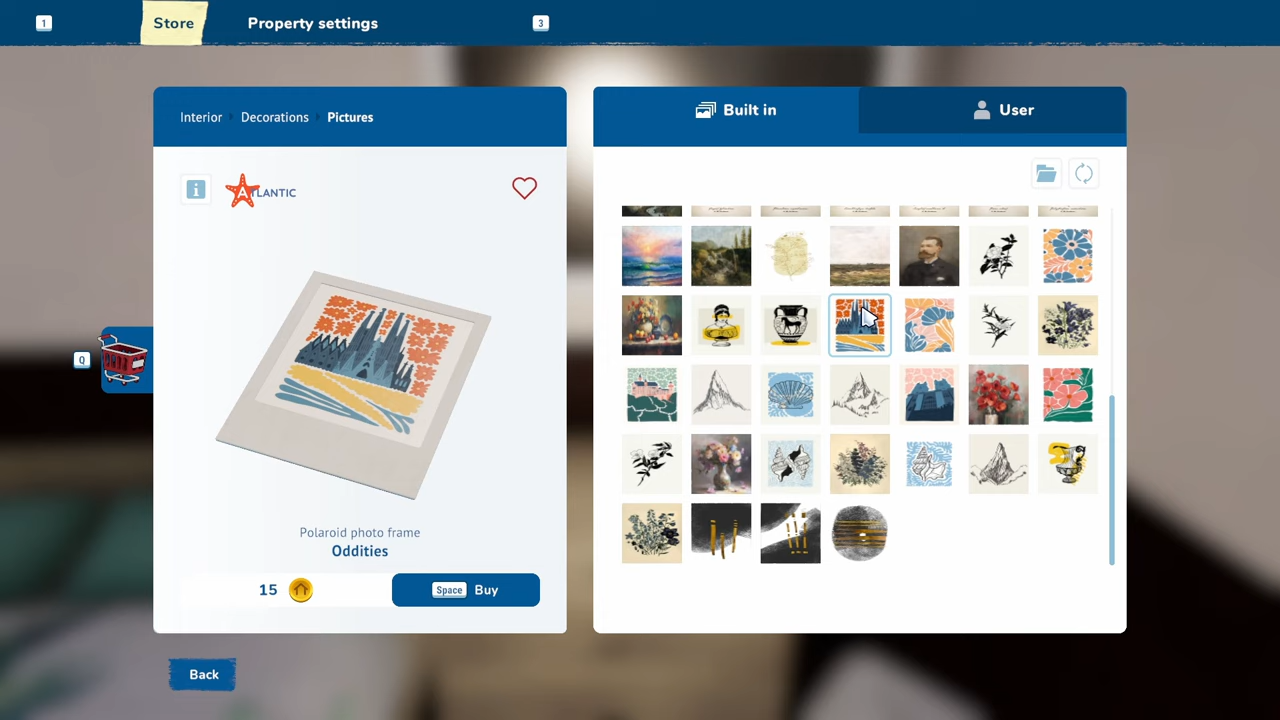 1
Store
Property settings
3
Interior Decorations Pictures
Built in
User
i
ATLANTIC
Q
Polaroid photo frame
Oddities
15
Space Buy
Back